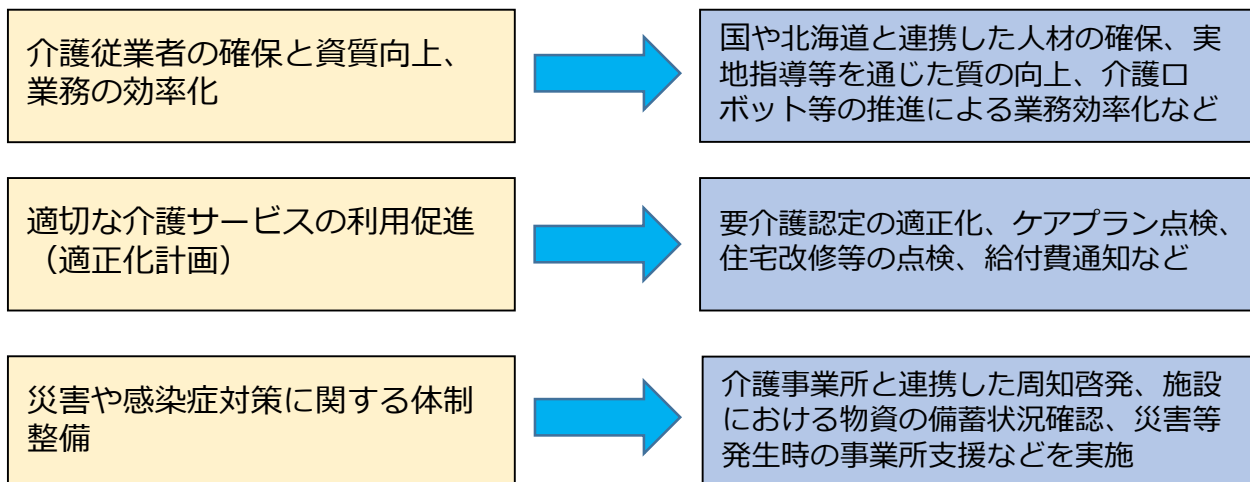 介護従業者の確保と資質向上、
業務の効率化
国や北海道と連携した人材の確保、実
地指導等を通じた質の向上、介護ロ
ボット等の推進による業務効率化など
適切な介護サービスの利用促進
（適正化計画）
要介護認定の適正化、ケアプラン点検、
住宅改修等の点検、給付費通知など
災害や感染症対策に関する体制
整備
介護事業所と連携した周知啓発、施設
における物資の備蓄状況確認、災害等
発生時の事業所支援などを実施